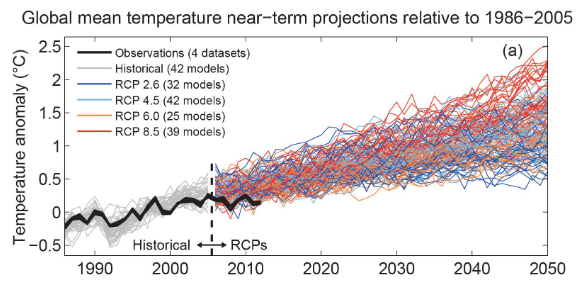 Global mean temperature near-term projections relative to 1986-2005
(a)
Temperature anomaly (°C)
2.5
2
1.5
1
0.5
0
-0.5
Observations (4 datasets)
Historical (42 models)
RCP 2.6 (32 models)
RCP 4.5 (42 models)
RCP 6.0 (25 models)
RCP 8.5 (39 models)
Historical
RCPs
1990
2000
2010
2020
2030
2040
2050